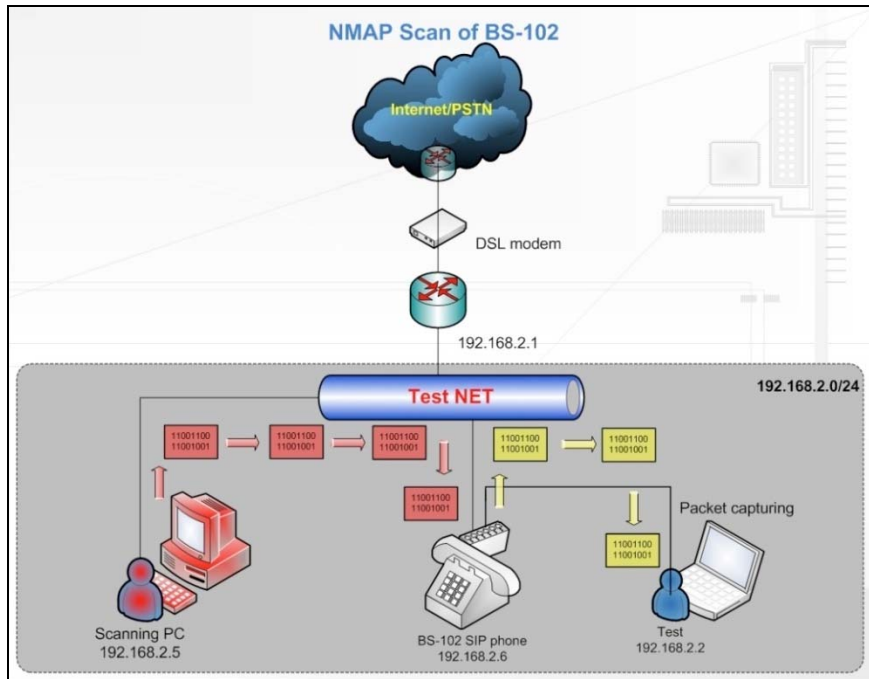 NMAP Scan of BS-102
Internet/PSTN
DSL modem
192.168.2.1
Test NET
192.168.2.0/24
11001100
11001001
11001100
11001001
11001100
11001001
11001100
11001001
11001100
11001001
11001100
11001001
11001100
11001001
Packet capturing
Scanning PC
192.168.2.5
BS-102 SIP phone
192.168.2.6
Test
192.168.2.2